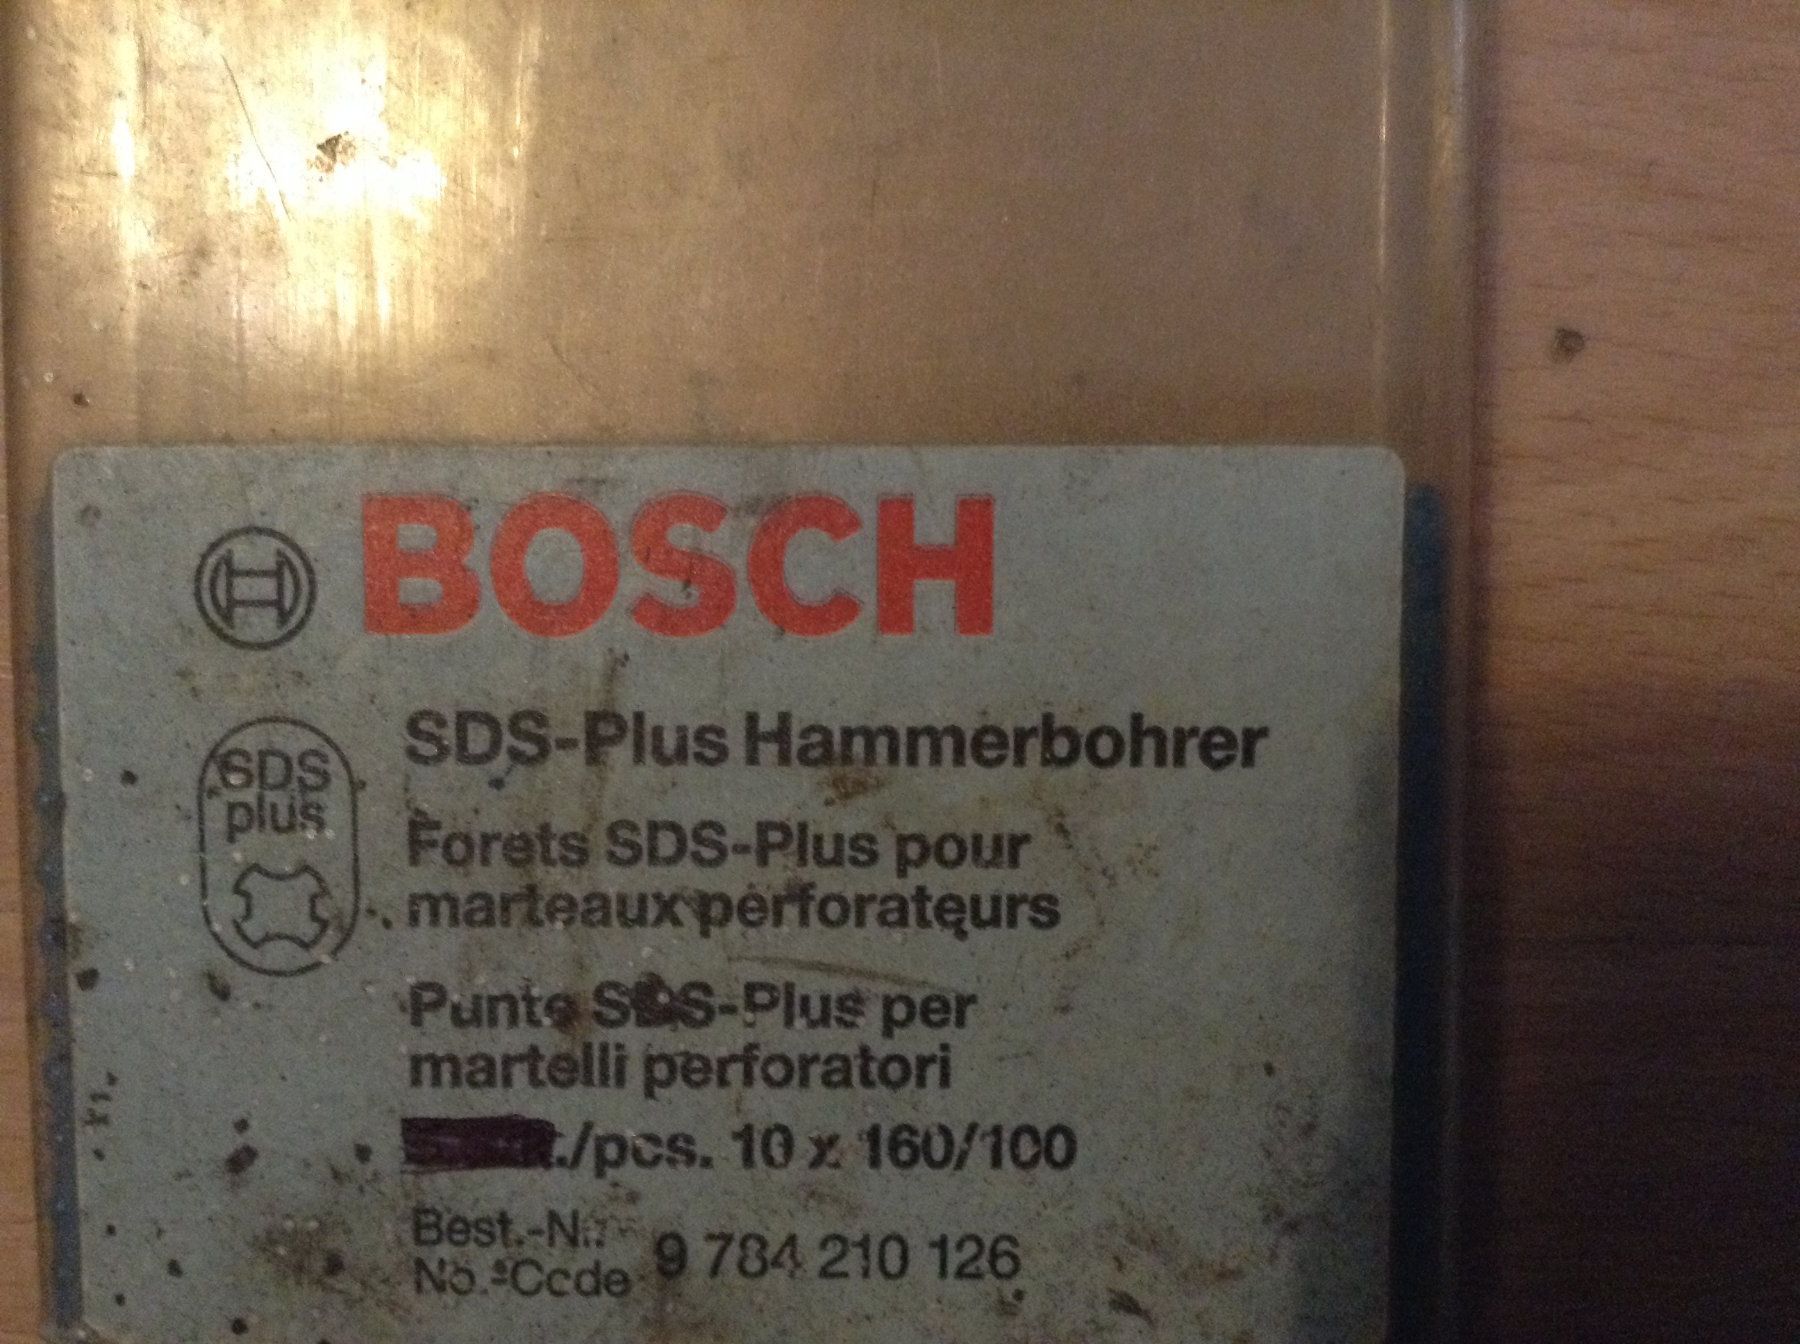 BOSCH
SDS-Plus Hammerbohrer
SDS
plus
Forets SDS-Plus pour
marteaux perforateurs
Punte SDS-Plus per
martelli perforatori
./pcs. 10 x 160/100
Best.-Nr.
No.-Code 9 784 210 126